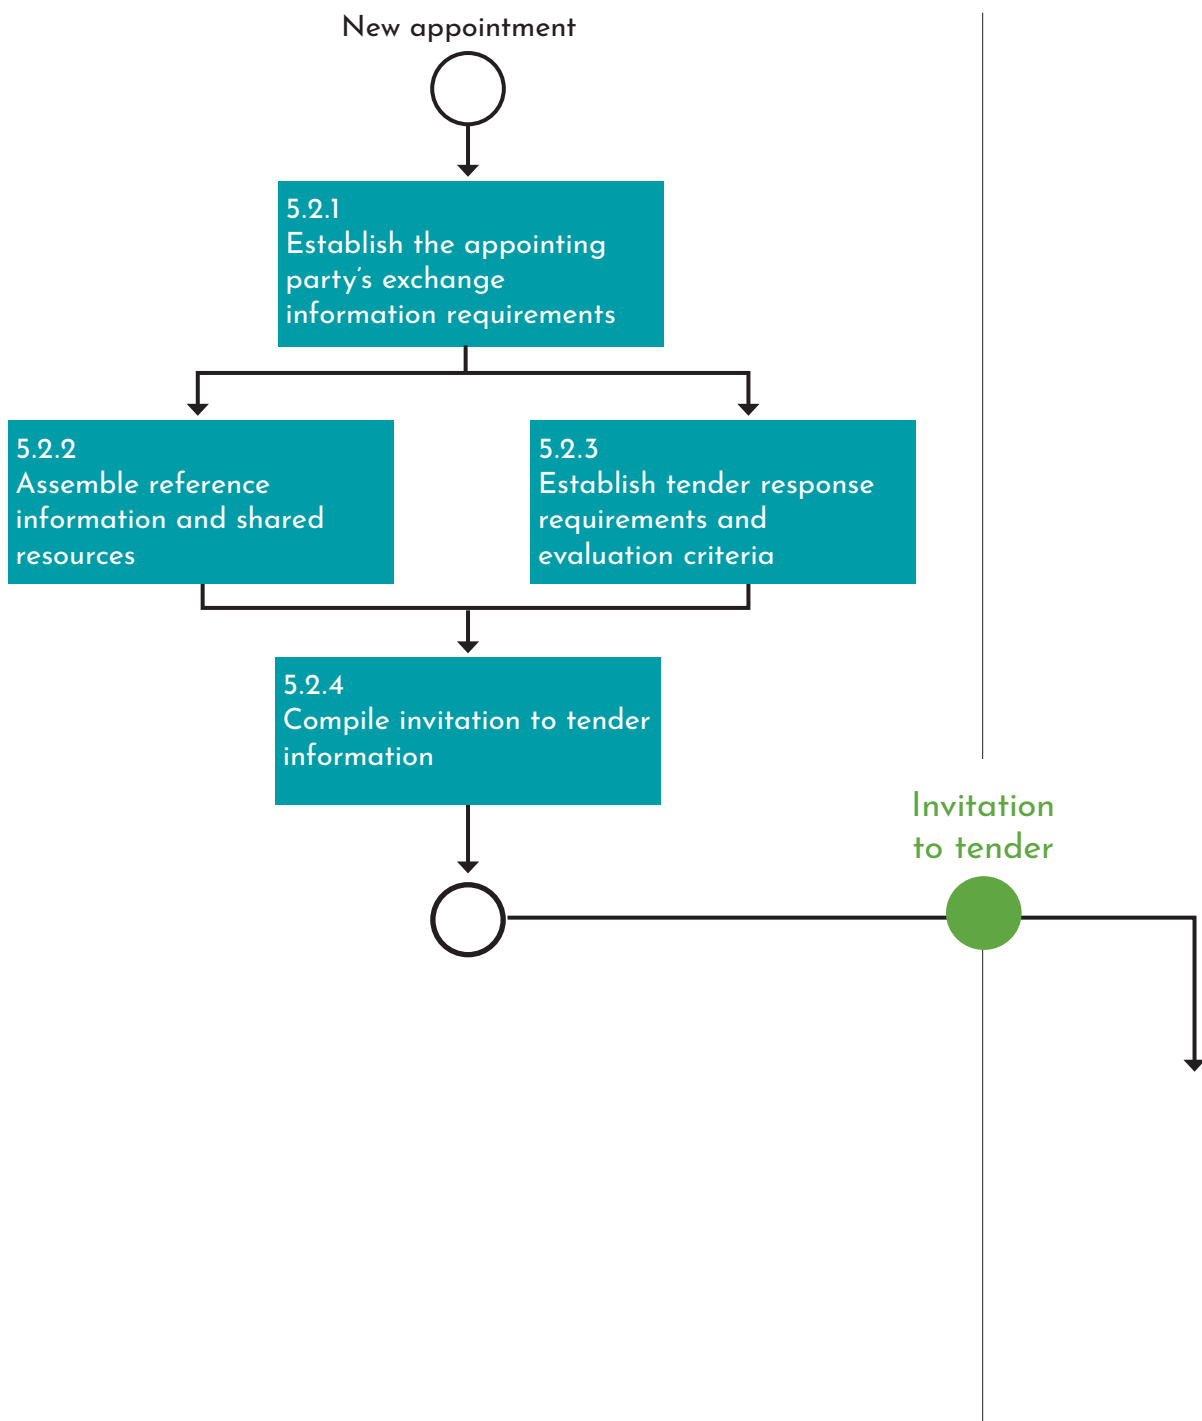 New appointment
5.2.1
Establish the appointing
party's exchange
information requirements
5.2.2
Assemble reference
information and shared
resources
5.2.3
Establish tender response
requirements and
evaluation criteria
5.2.4
Compile invitation to tender
information
Invitation
to tender